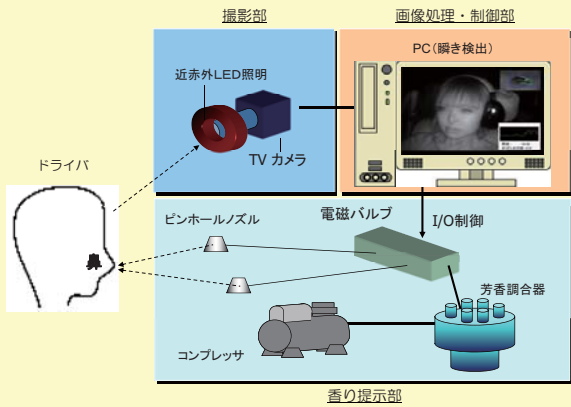 撮影部
画像処理・制御部
PC(瞬き検出)
近赤外LED照明
TV カメラ
ドライバ
鼻
ピンホールノズル
電磁バルブ
I/O制御
芳香調合器
コンプレッサ
香り提示部